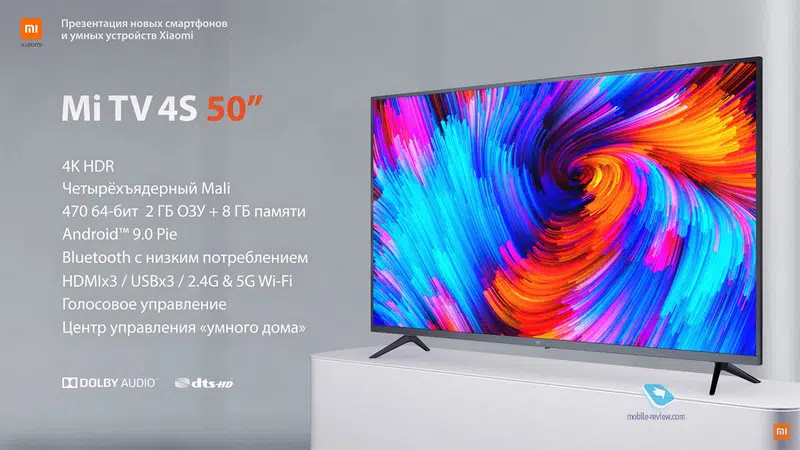 mi
xiaomi
Презентация новых смартфонов
и умных устройств Xiaomi
Mi TV 4S 50”
4K HDR
Четырёхъядерный Mali
470 64-бит 2 ГБ ОЗУ + 8 ГБ памяти
Android™ 9.0 Pie
Bluetooth с низким потреблением
HDMIx3 / USBx3 / 2.4G & 5G Wi-Fi
Голосовое управление
Центр управления «умного дома»
DOLBY AUDIO™ dts-HD
mobile-review.com
mi